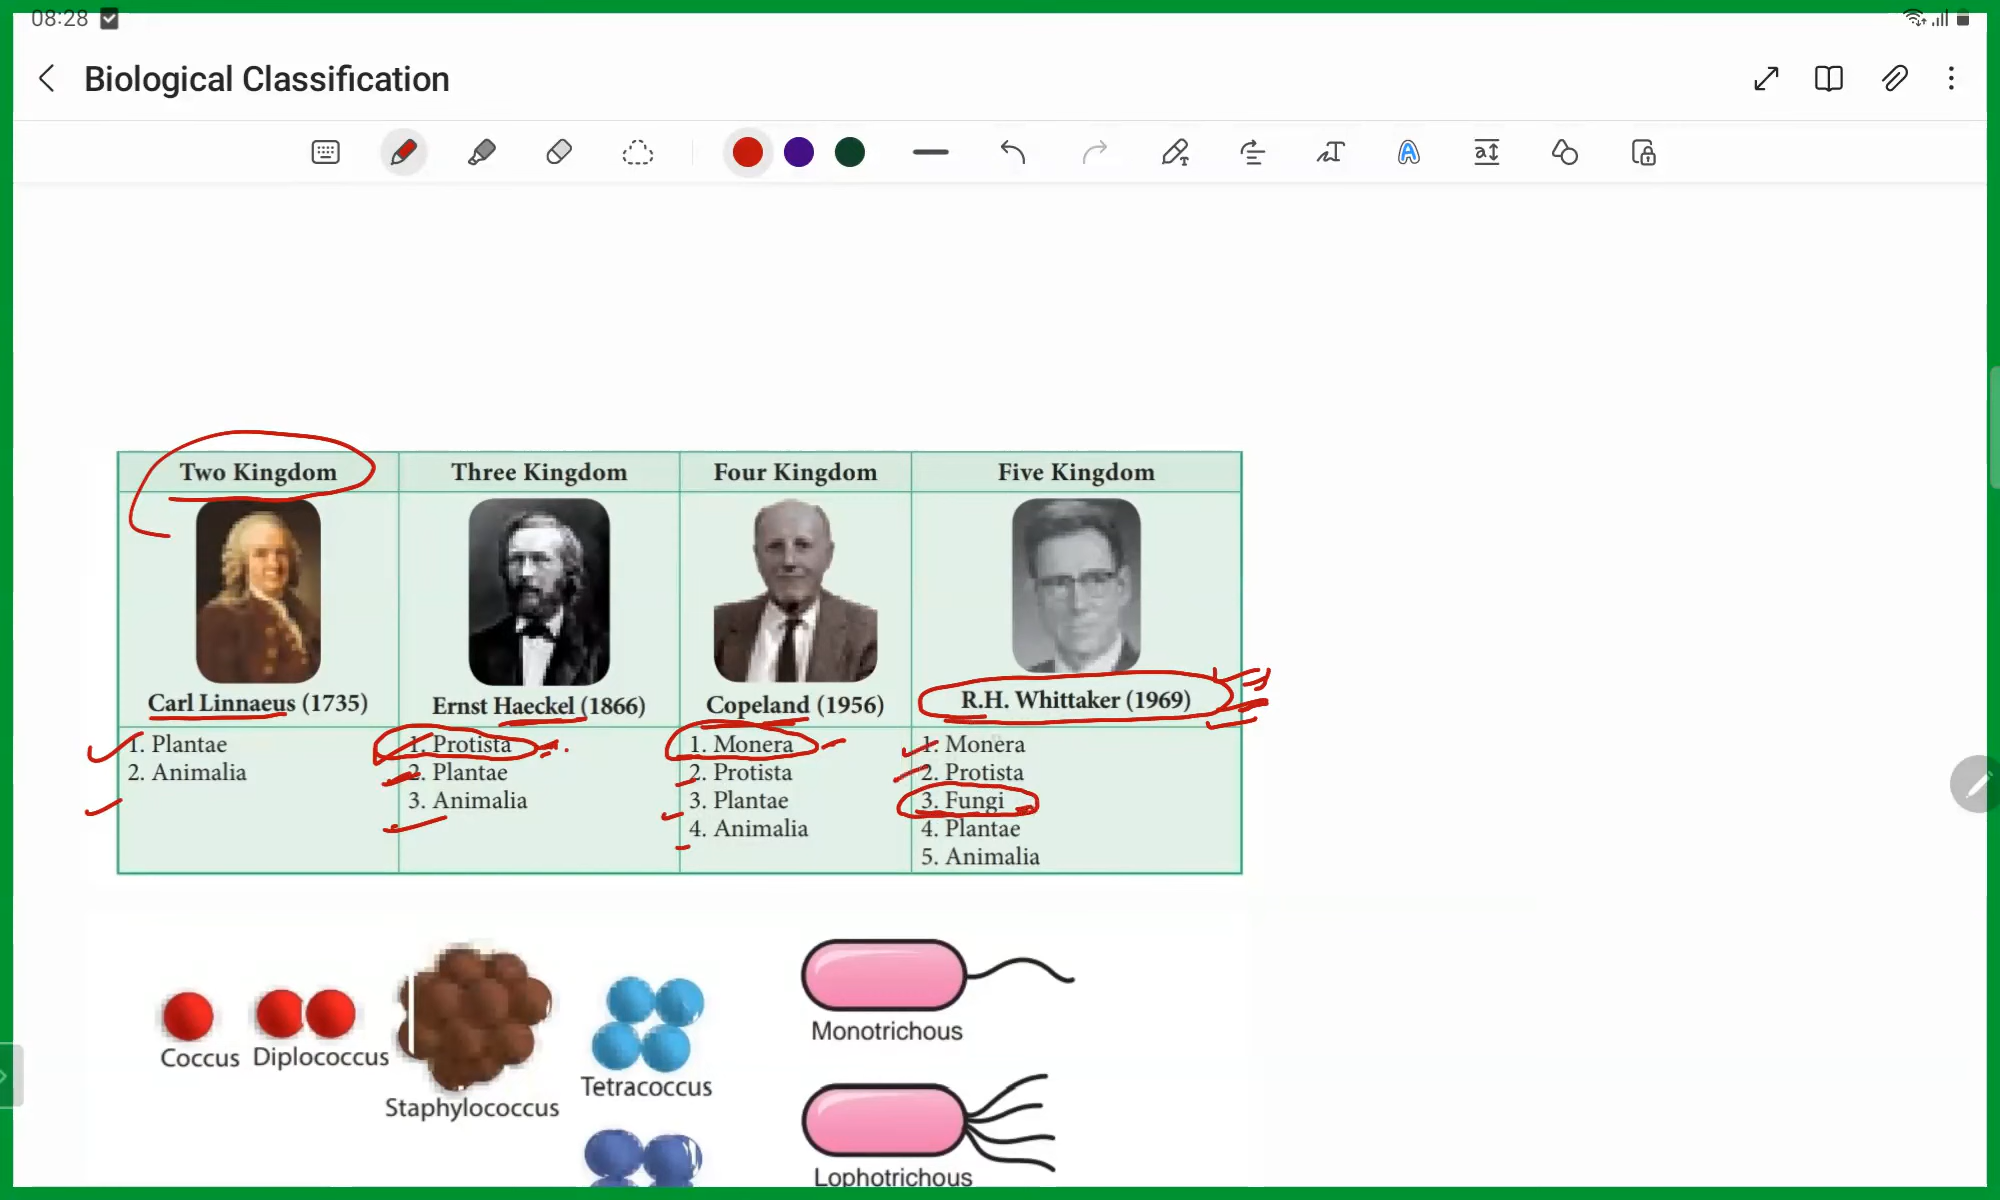 08:28
Biological Classification
Two Kingdom
Three Kingdom
Four Kingdom
Five Kingdom
Carl Linnaeus (1735)
Ernst Haeckel (1866)
Copeland (1956)
R.H. Whittaker (1969)
1. Plantae
2. Animalia
1. Protista
2. Plantae
3. Animalia
1. Monera
2. Protista
3. Plantae
4. Animalia
1. Monera
2. Protista
3. Fungi
4. Plantae
5. Animalia
Coccus
Diplococcus
Staphylococcus
Tetracoccus
Monotrichous
Lophotrichous